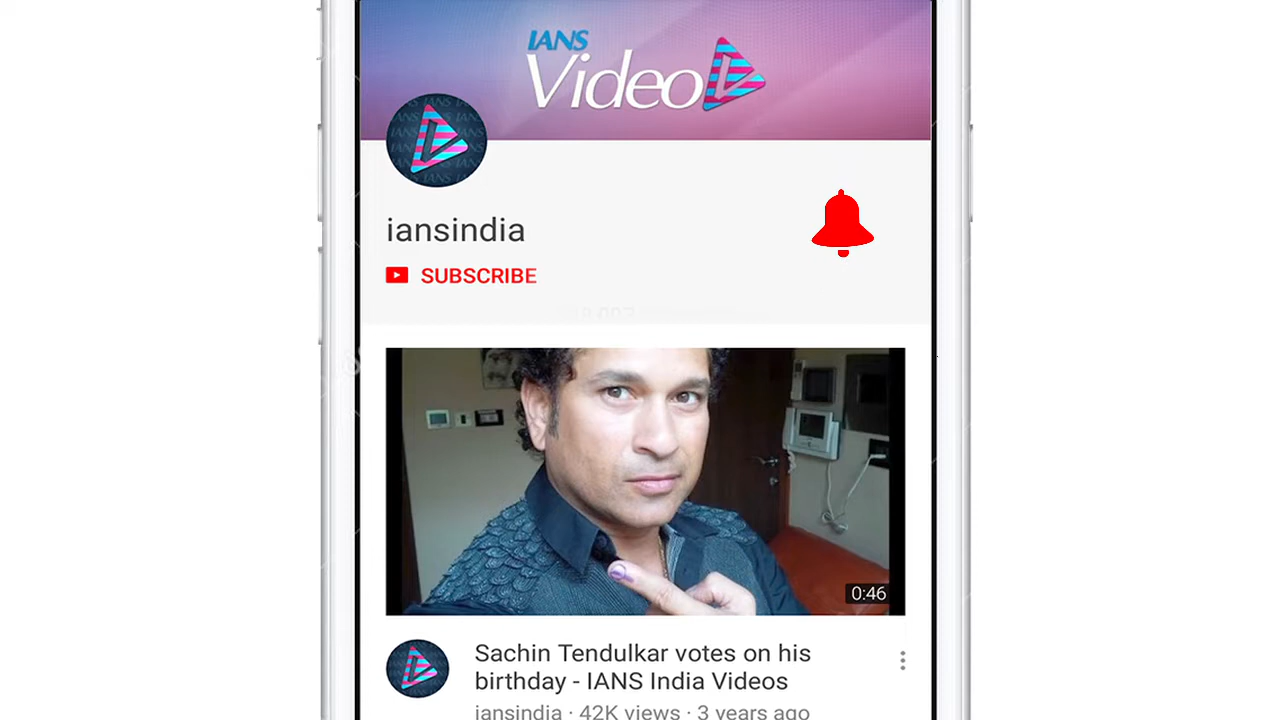 IANS
Video
iansindia
SUBSCRIBE
0:46
Sachin Tendulkar votes on his
birthday - IANS India Videos
iansindia · 42K views · 3 years ago